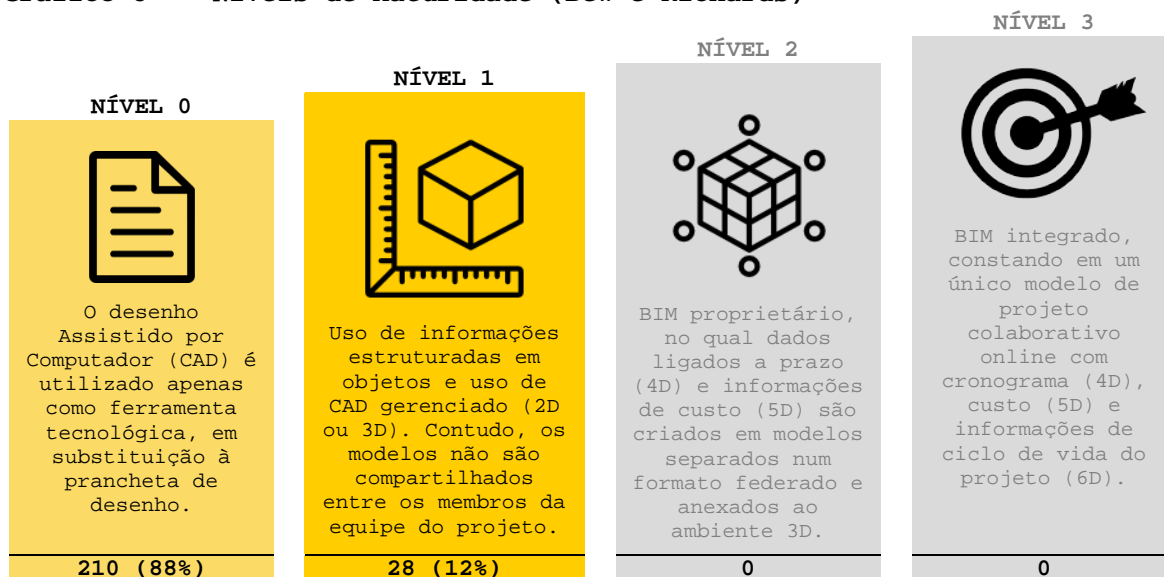 NÍVEL 0
O desenho
Assistido por
Computador (CAD) é
utilizado apenas
como ferramenta
tecnológica, em
substituição à
prancheta de
desenho.
210 (88%)
NÍVEL 1
Uso de informações
estruturadas em
objetos e uso de
CAD gerenciado (2D
ou 3D). Contudo, os
modelos não são
compartilhados
entre os membros da
equipe do projeto.
28 (12%)
NÍVEL 2
BIM proprietário,
no qual dados
ligados a prazo
(4D) e informações
de custo (5D) são
criados em modelos
separados num
formato federado e
anexados ao
ambiente 3D.
0
NÍVEL 3
BIM integrado,
constando em um
único modelo de
projeto
colaborativo
online com
cronograma (4D),
custo (5D) e
informações de
ciclo de vida do
projeto (6D).
0